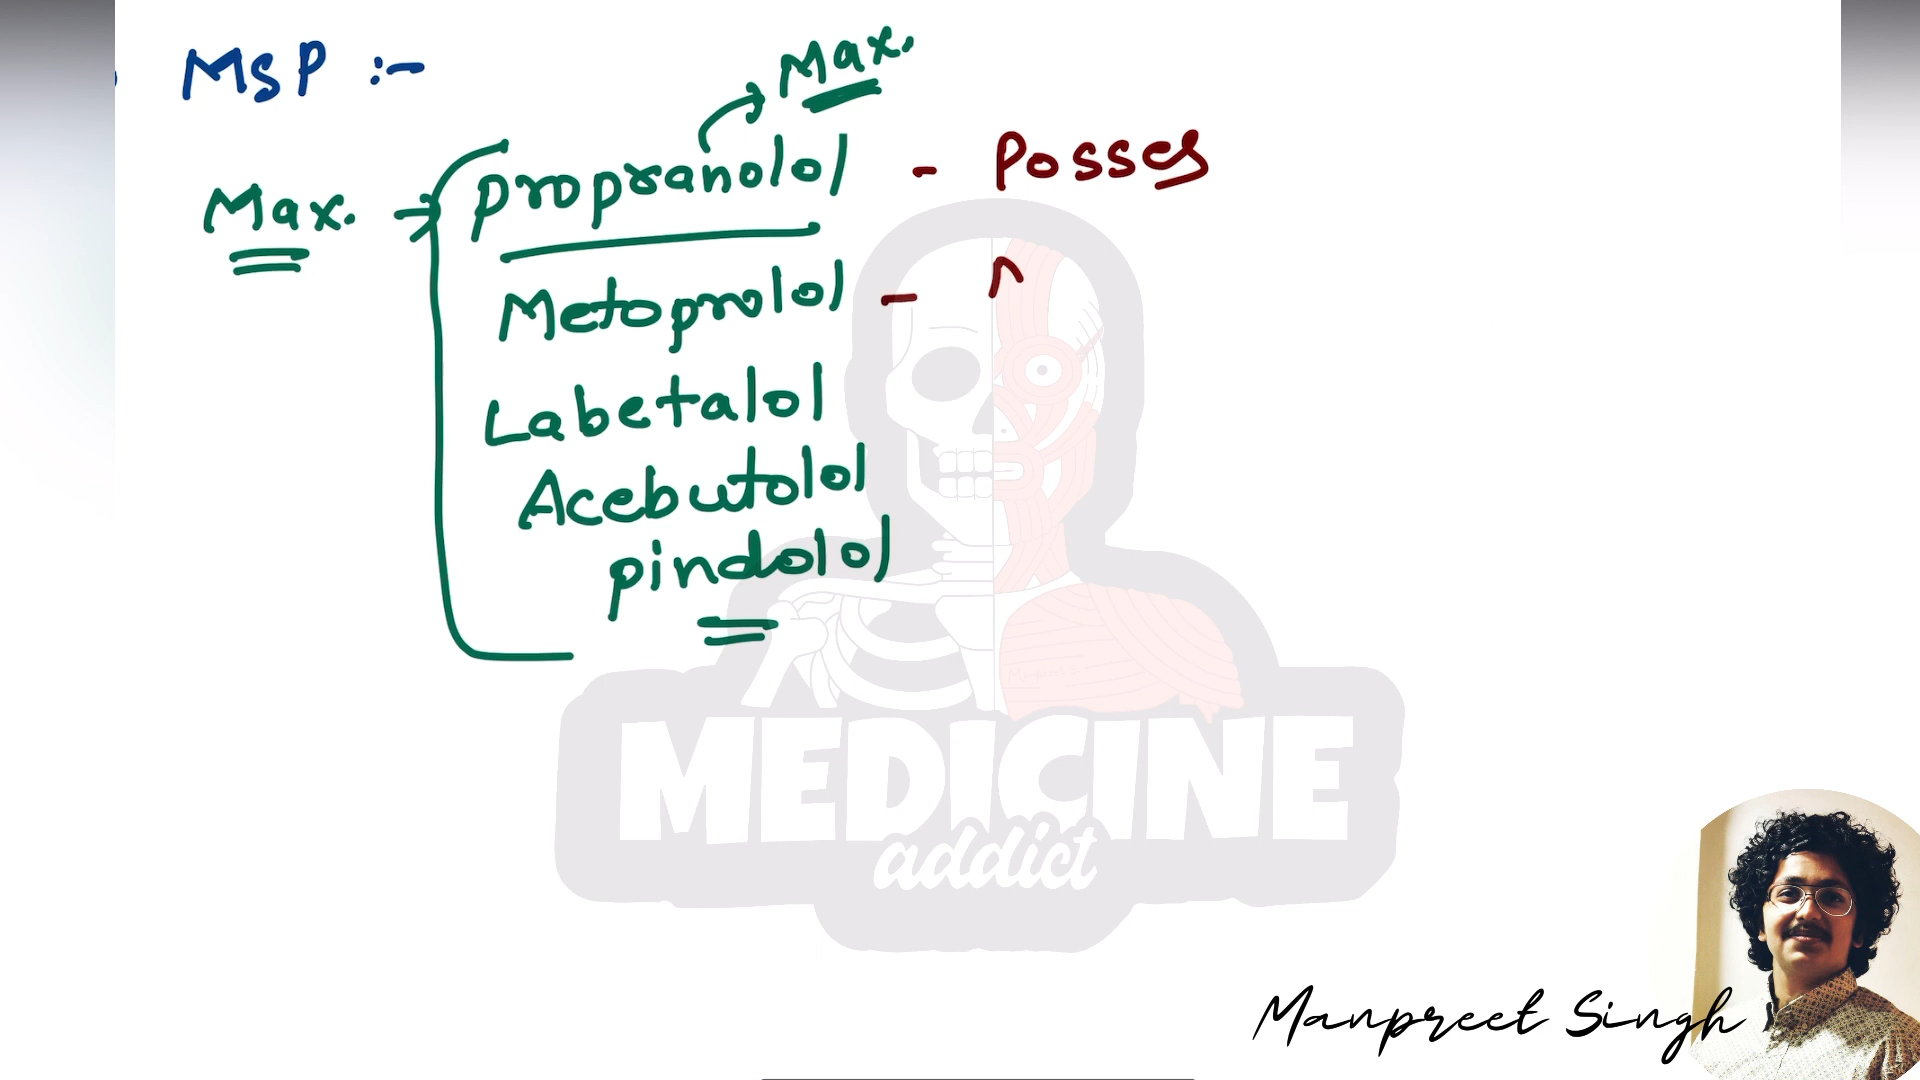 MSP :-
Max.
Max. → propranolol - Posses
Metoprolol -
Labetalol
Acebutolol
pindolol
MEDICINE
addict
Manpreet Singh